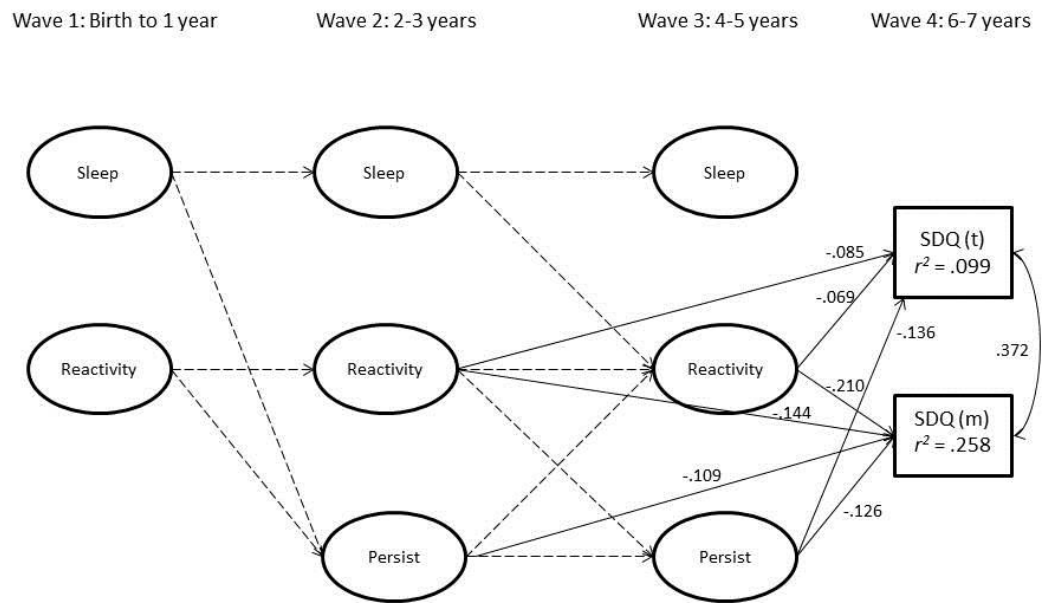 Wave 1: Birth to 1 year
Wave 2: 2-3 years
Wave 3: 4-5 years
Wave 4: 6-7 years
Sleep
Sleep
Sleep
SDQ (t)
r² = .099
-.085
-.069
-.136
.372
Reactivity
Reactivity
Reactivity
-.210
-.144
SDQ (m)
r² = .258
-.109
-.126
Persist
Persist